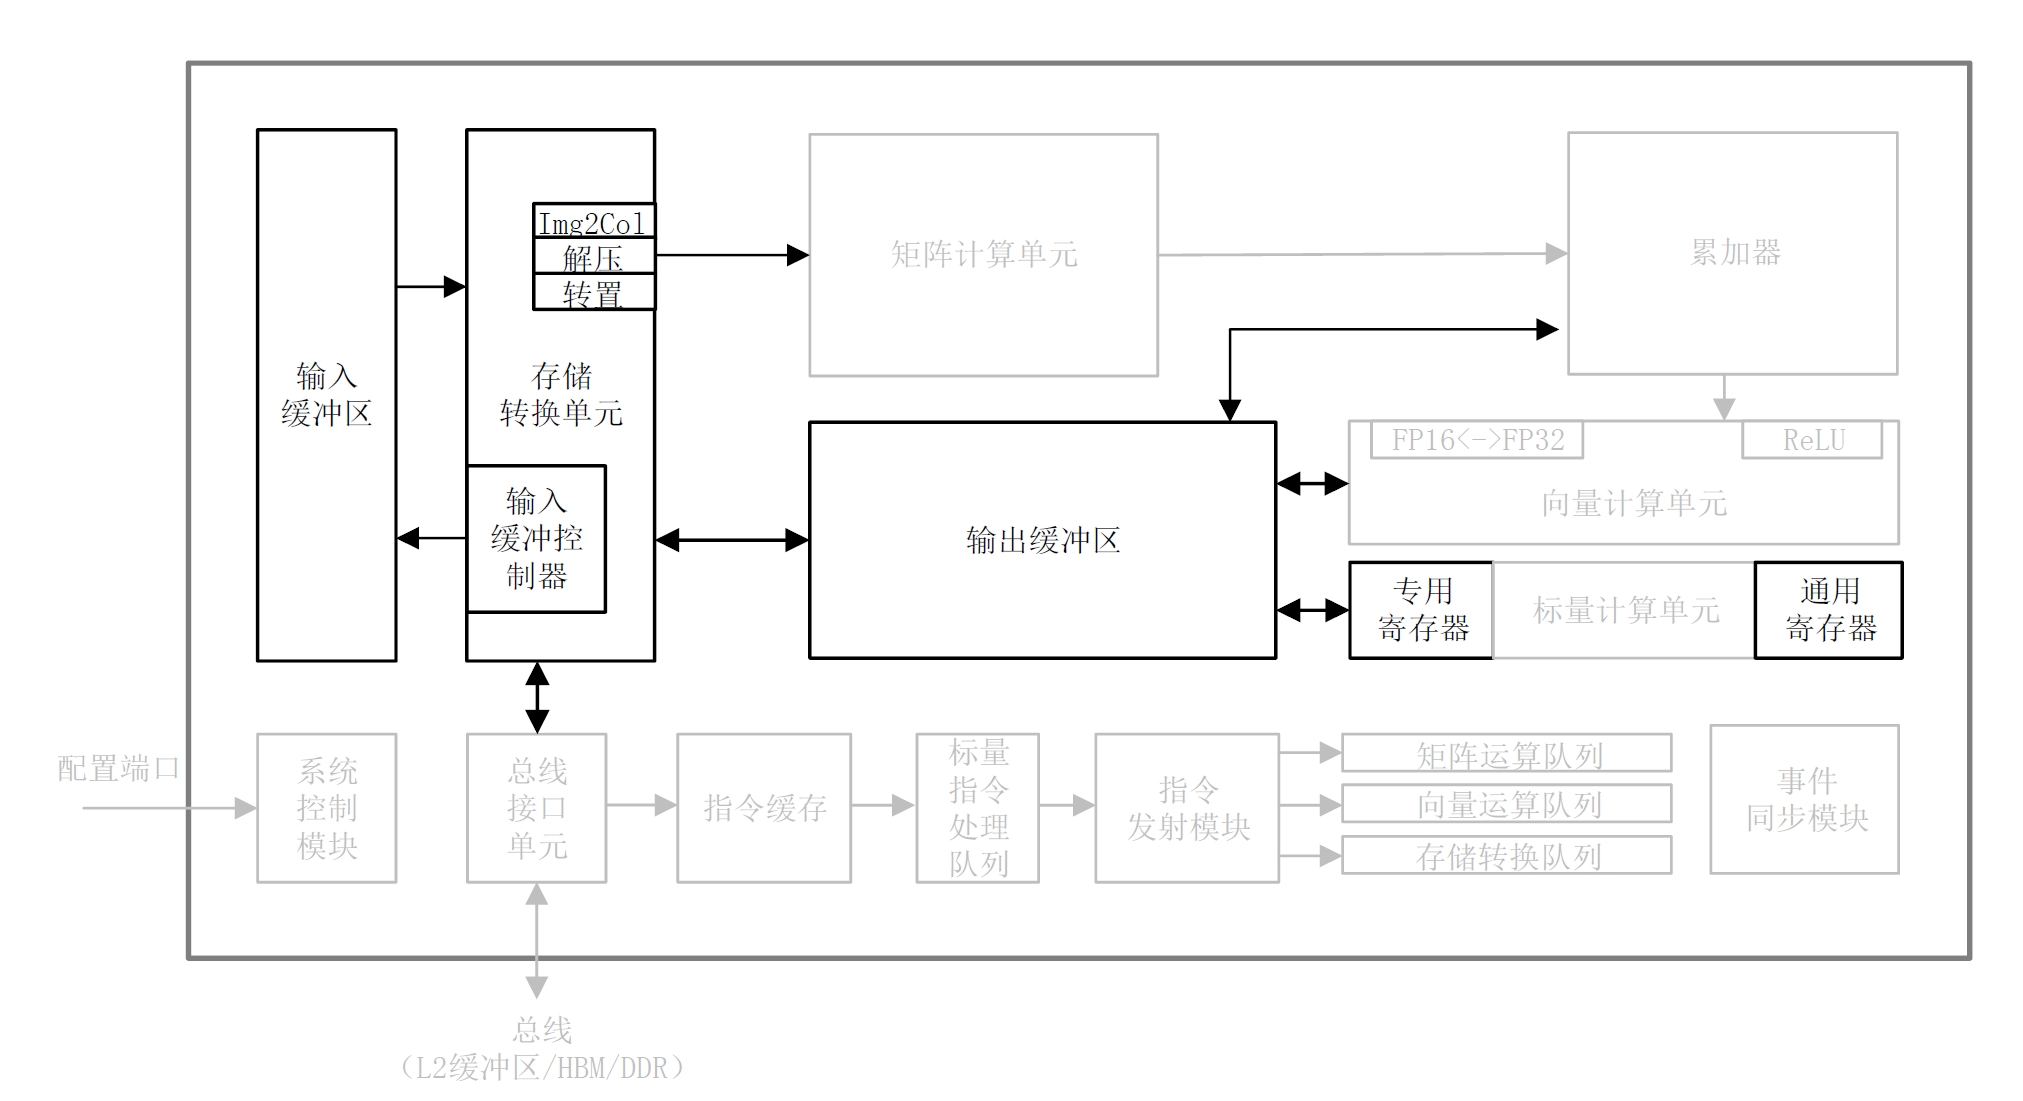 Img2Col
解压
转置
输入
缓冲区
存储
转换单元
输入
缓冲控
制器
矩阵计算单元
累加器
输出缓冲区
FP16<->FP32
ReLU
向量计算单元
专用
寄存器
标量计算单元
通用
寄存器
配置端口
系统
控制
模块
总线
接口
单元
指令缓存
标量
指令
处理
队列
指令
发射模块
矩阵运算队列
向量运算队列
存储转换队列
事件
同步模块
总线
（L2缓冲区/HBM/DDR）